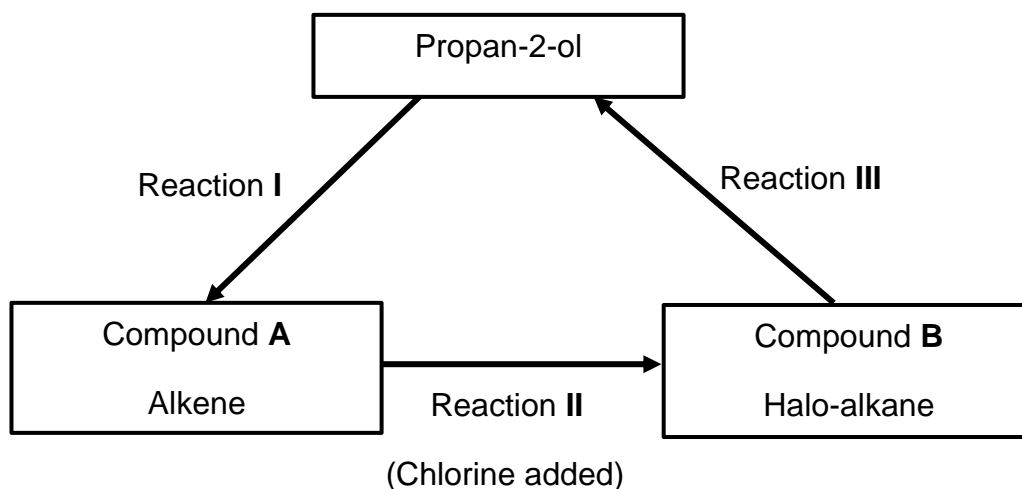 Propan-2-ol
Reaction I
Reaction III
Compound A
Alkene
Reaction II
(Chlorine added)
Compound B
Halo-alkane